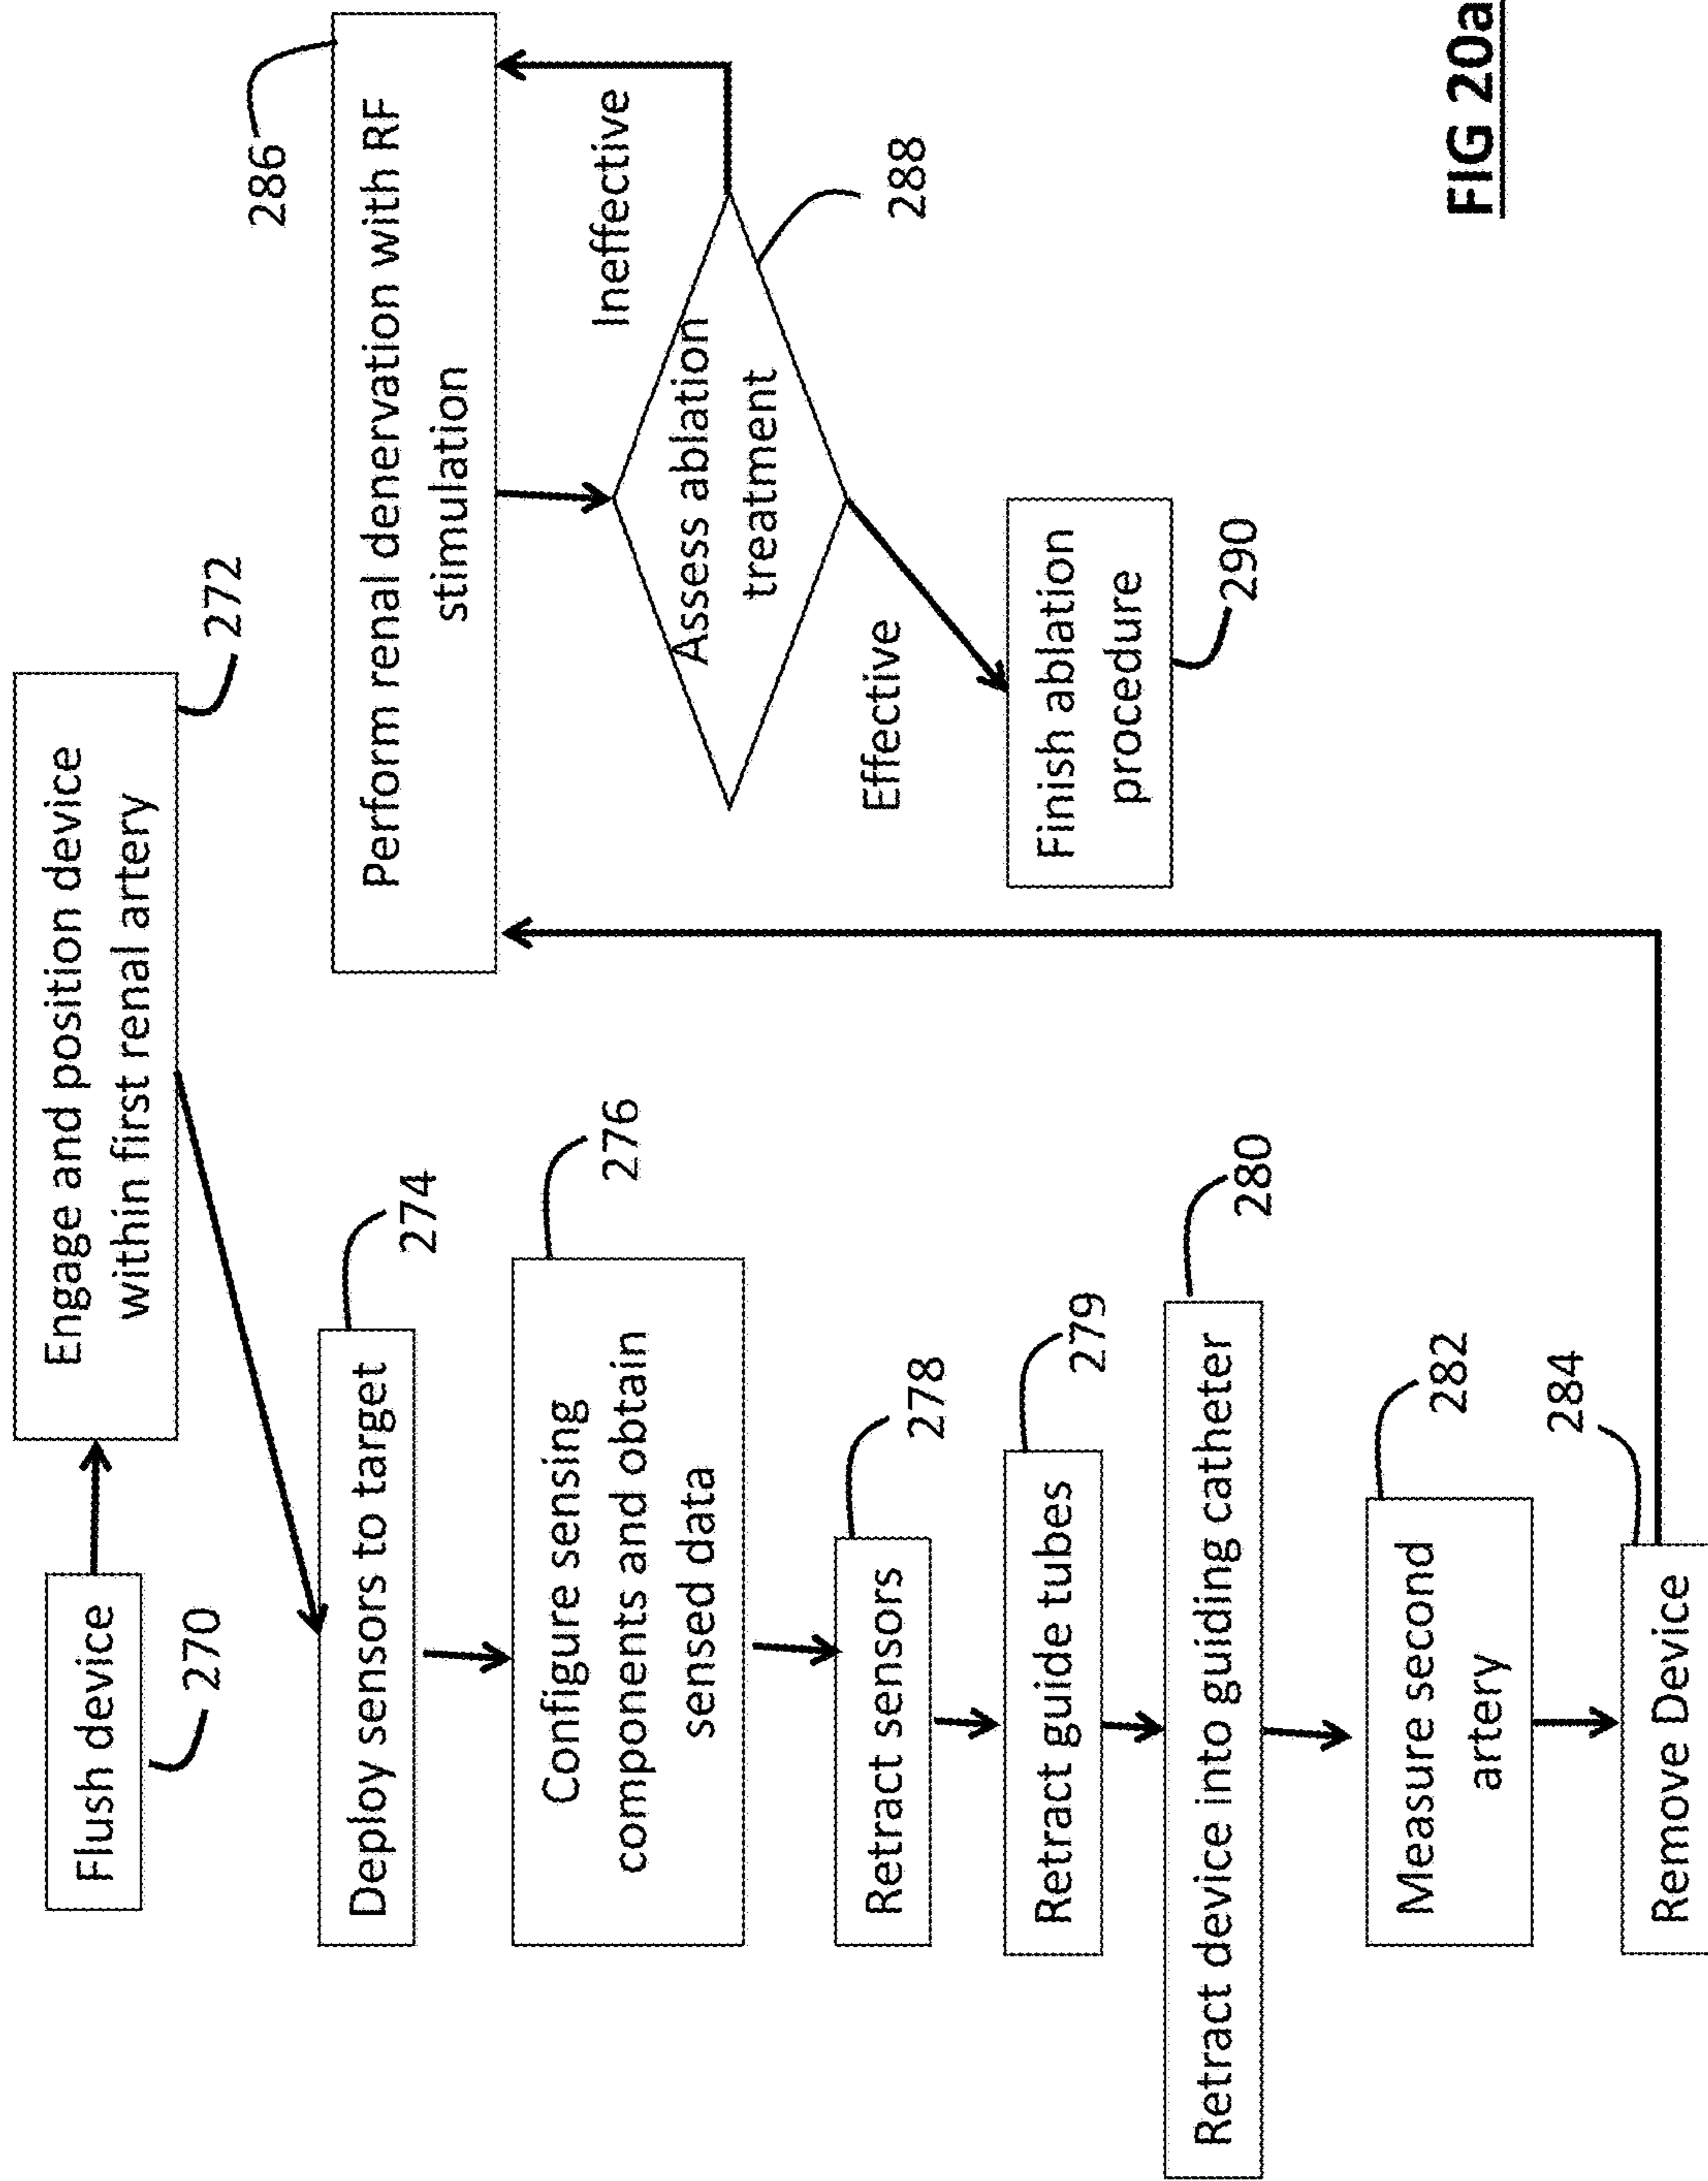 Flush device
270
Engage and position device
within first renal artery
272
Deploy sensors to target
274
Configure sensing
components and obtain
sensed data
276
Retract sensors
278
Retract guide tubes
279
Retract device into guiding catheter
280
Measure second
artery
282
Remove Device
284
Perform renal denervation with RF
stimulation
286
Assess ablation
treatment
288
Ineffective
Effective
Finish ablation
procedure
290
FIG 20a